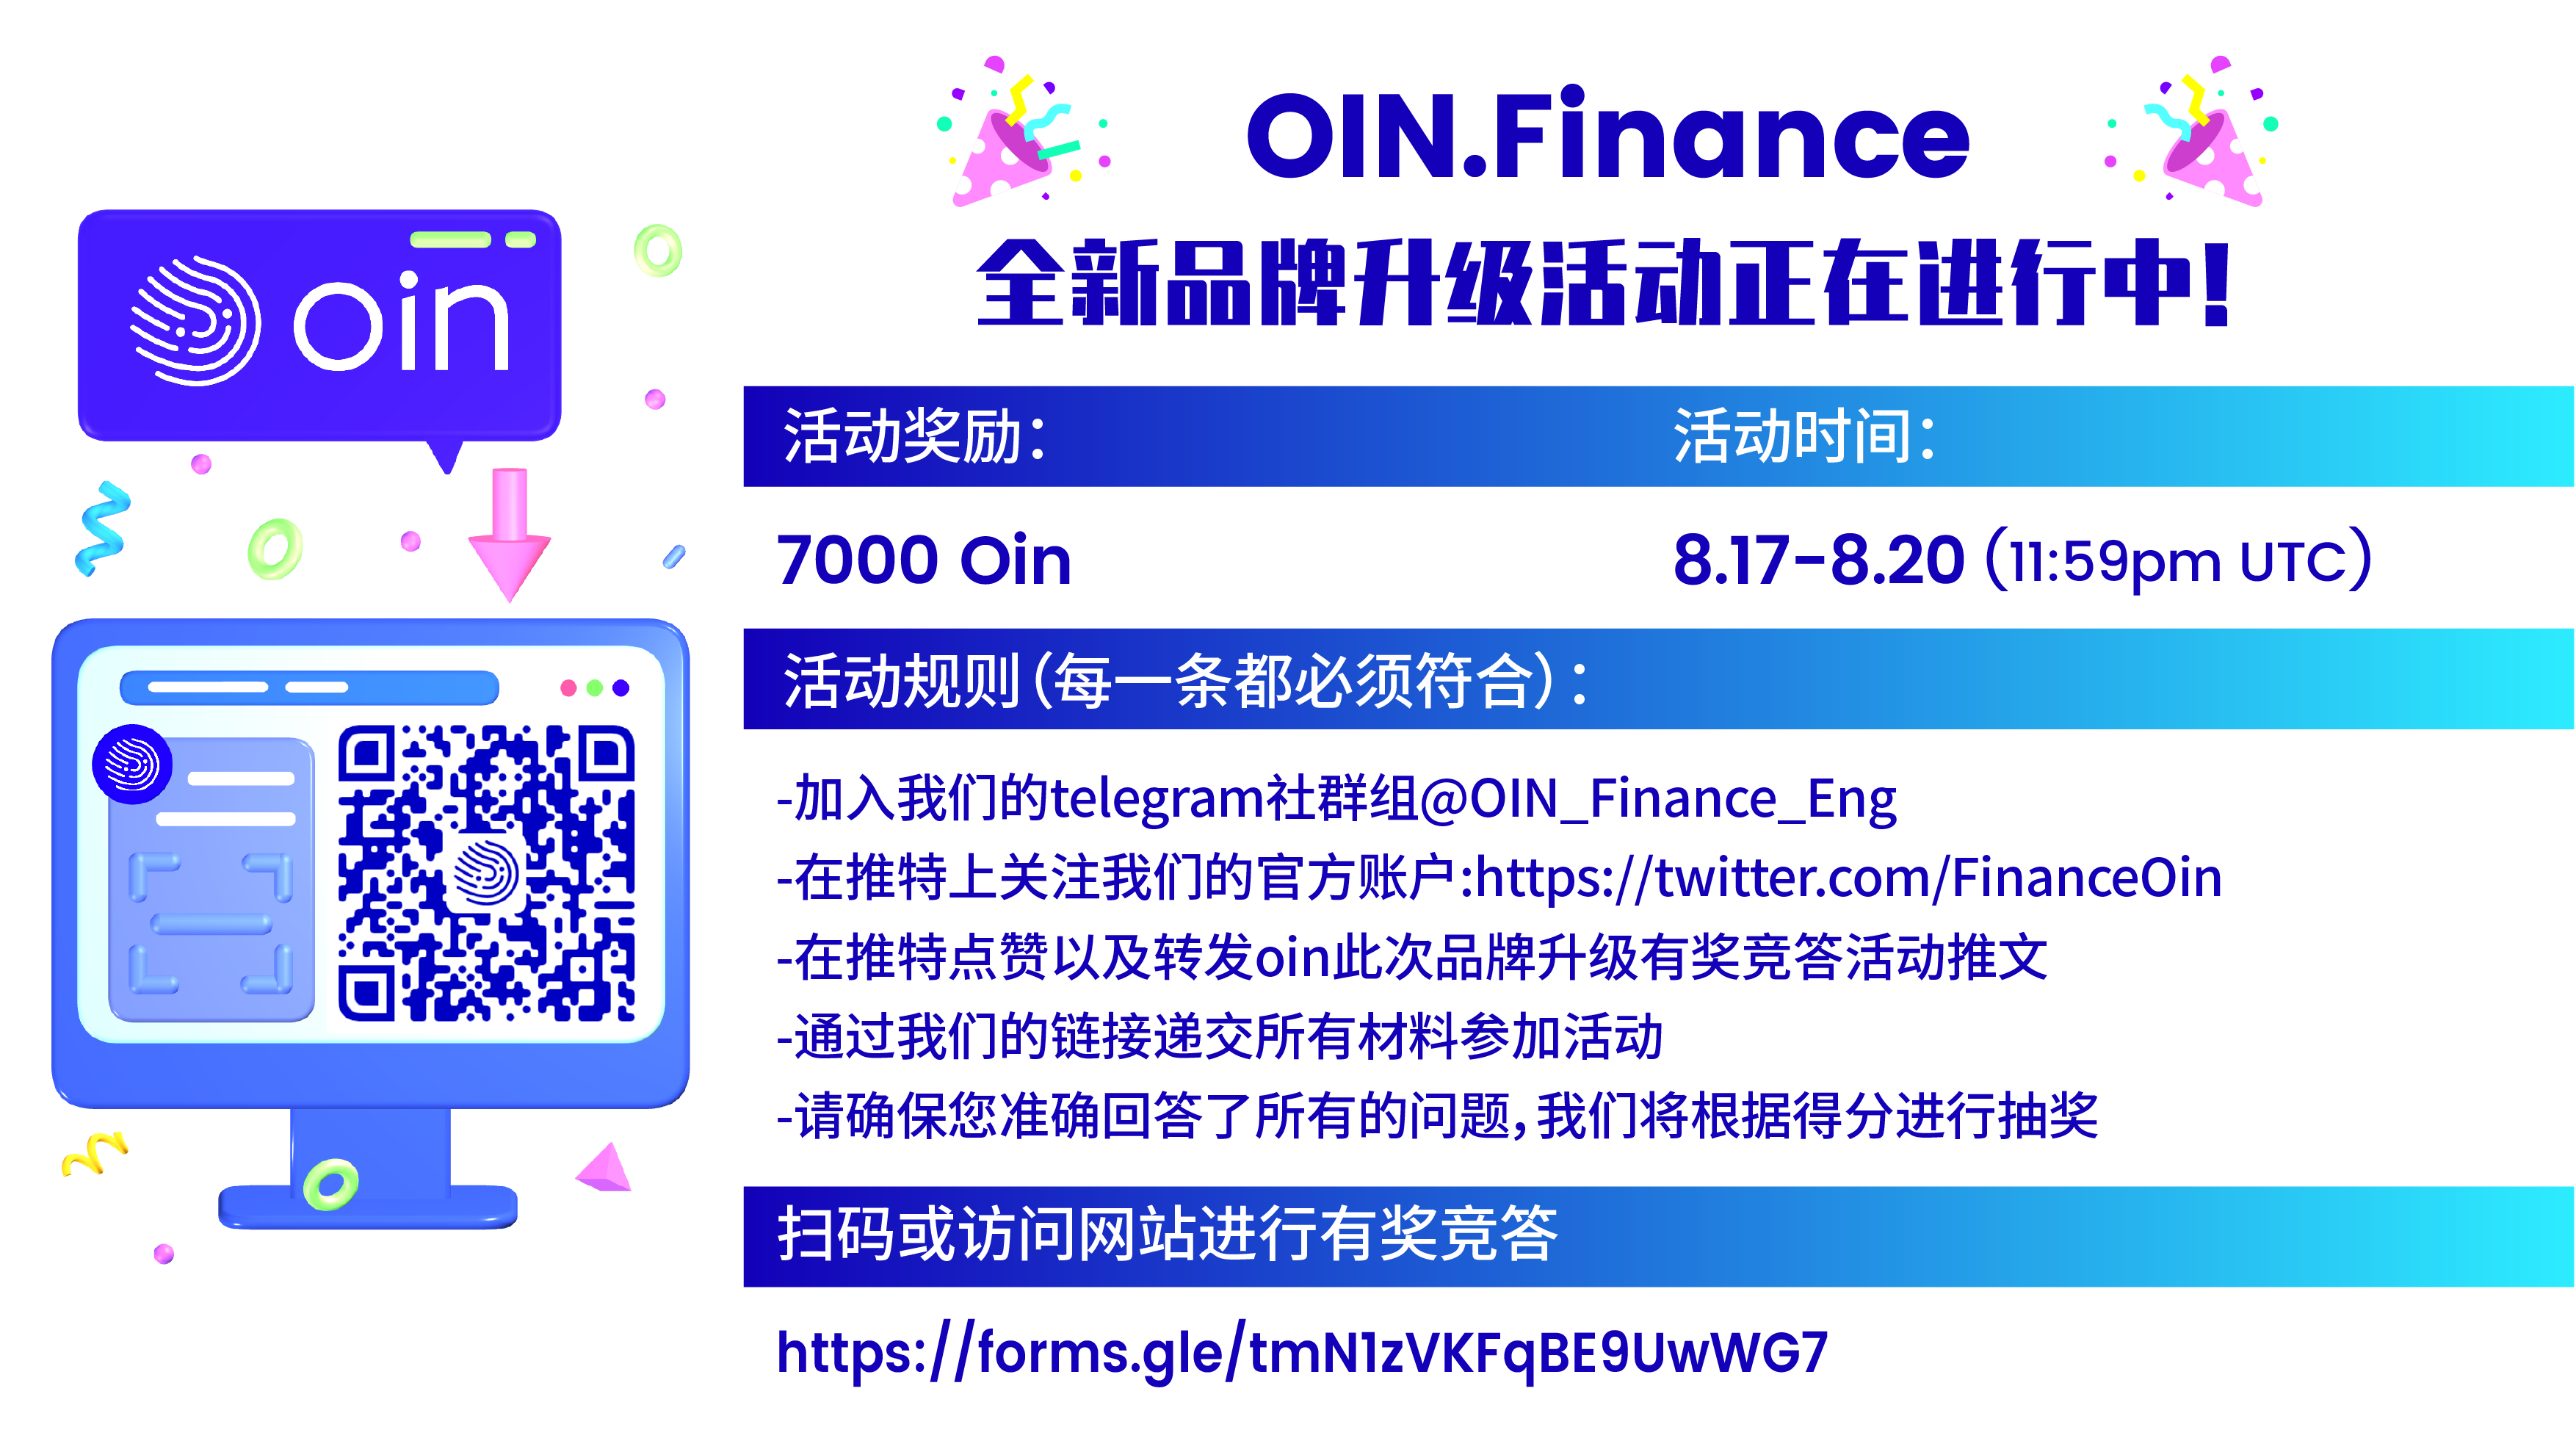 oin
OIN.Finance
全新品牌升级活动正在进行中!
活动奖励：
活动时间：
7000 Oin
8.17-8.20 (11:59pm UTC)
活动规则（每一条都必须符合）：
-加入我们的telegram社群组@OIN_Finance_Eng
-在推特上关注我们的官方账户:https://twitter.com/FinanceOin
-在推特点赞以及转发oin此次品牌升级有奖竞答活动推文
-通过我们的链接递交所有材料参加活动
-请确保您准确回答了所有的问题，我们将根据得分进行抽奖
扫码或访问网站进行有奖竞答
https://forms.gle/tmN1zVKFqBE9UwWG7